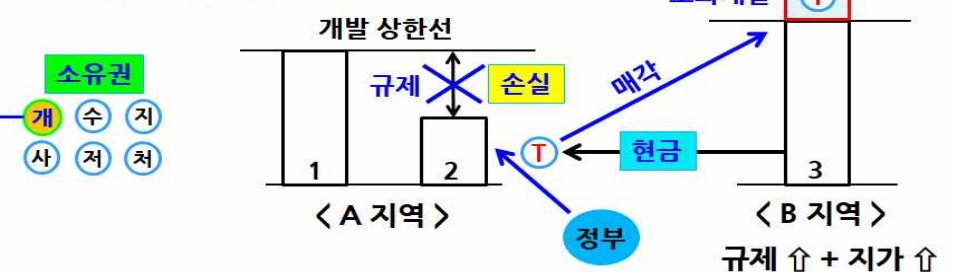 개발 상한선
소유권
개 수 지
사 저 처
규제
손실
매각
T
현금
1
2
3
< A 지역 >
< B 지역 >
정부
규제 ⇧ + 지가 ⇧